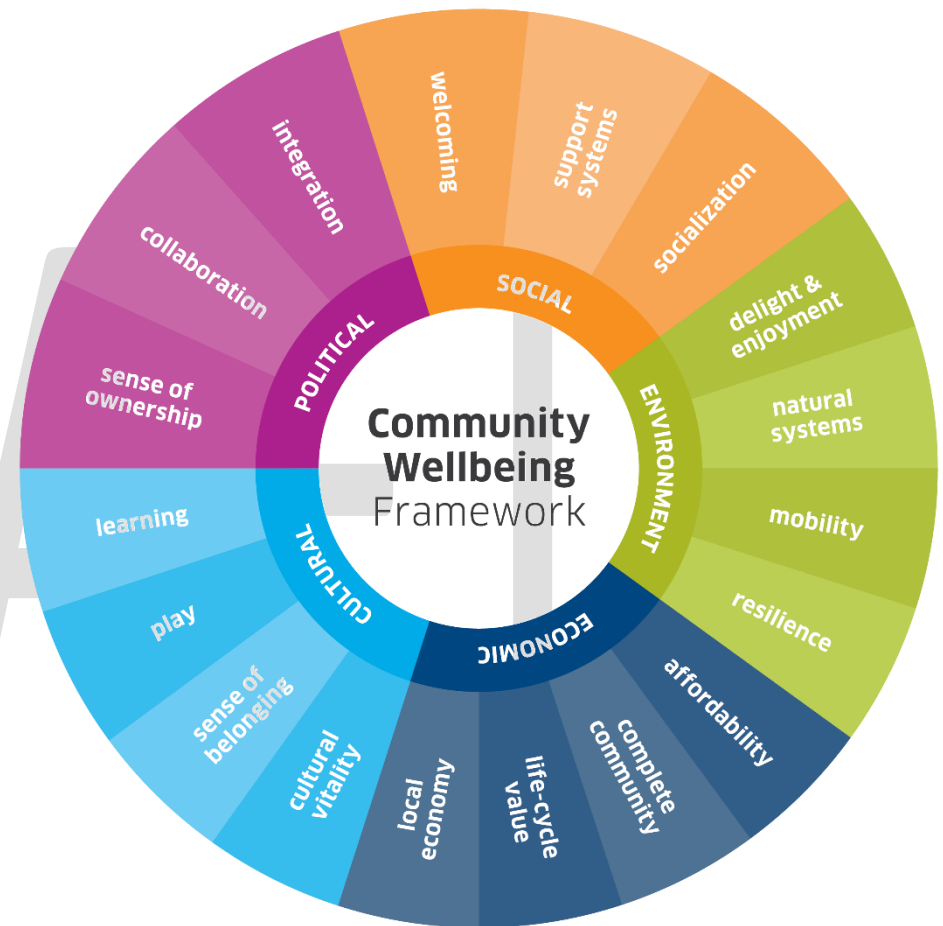 Community
Wellbeing
Framework
SOCIAL
welcoming
support
systems
socialization
ENVIRONMENT
delight &
enjoyment
natural
systems
mobility
resilience
ECONOMIC
affordability
complete
community
life-cycle
value
local
economy
CULTURAL
cultural
vitality
sense of
belonging
play
learning
POLITICAL
sense of
ownership
collaboration
integration